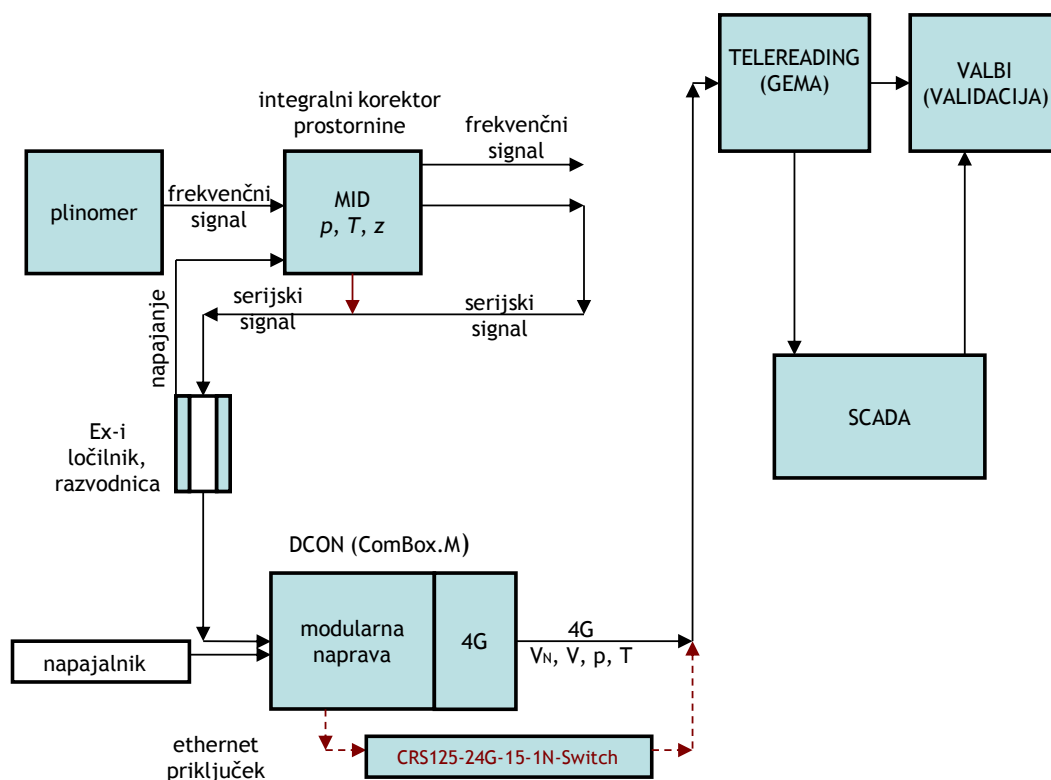 TELEREADING
(GEMA)
VALBI
(VALIDACIJA)
integralni korektor
prostornine
frekvenčni
signal
plinomer
frekvenčni
signal
MID
p, T, z
napajanje
serijski
signal
serijski
signal
SCADA
Ex-i
ločilnik,
razvodnica
DCON (ComBox.M)
modularna
naprava
4G
4G
VN, V, p, T
napajalnik
ethernet
priključek
CRS125-24G-15-1N-Switch